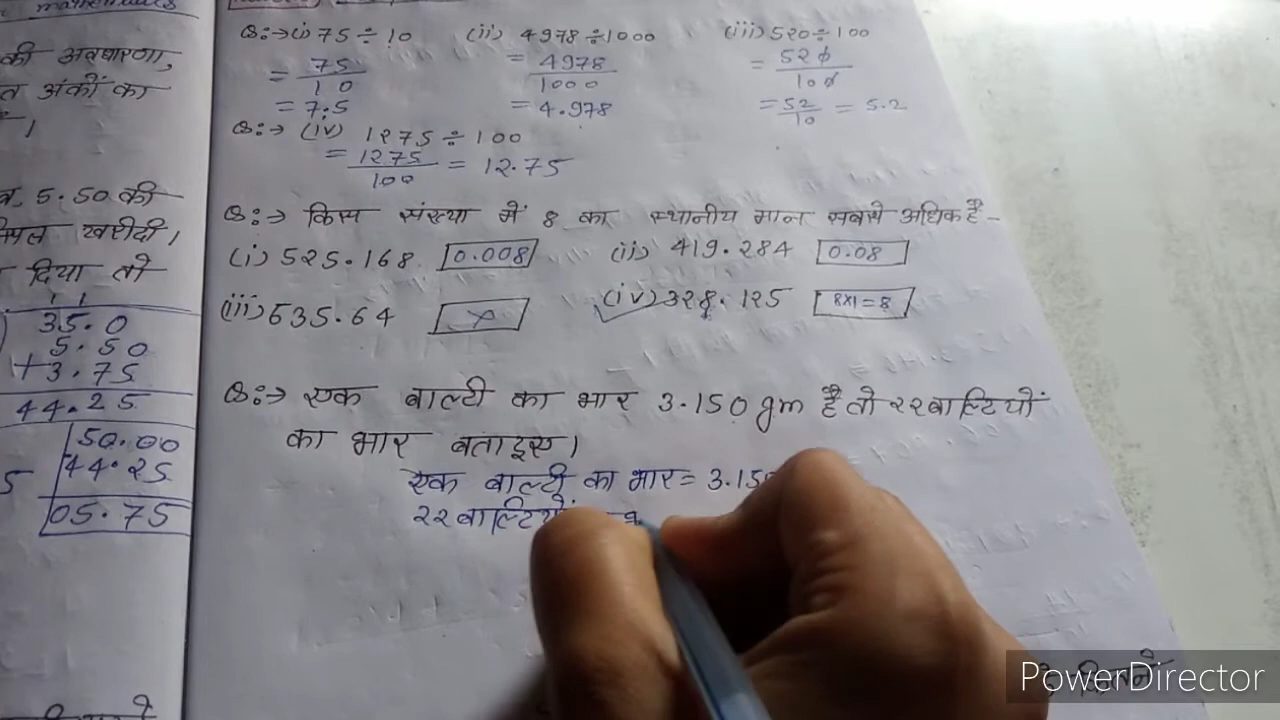 की अवधारणा,
त अंकों का
5.50 की
खरीदी।
दिया तो
35.0
5.50
+3.75
44.25
50.00
44.25
05.75
Q:→(i) 75÷10 (ii) 4978÷1000 (iii) 520÷100
= 75/10 = 4978/1000 = 520/100
= 7.5 = 4.978 = 52/10 = 5.2
Q:→ (iv) 1275÷100
= 1275/100 = 12.75
Q:→ किस संख्या में 8 का स्थानीय मान सबसे अधिक है-
(i) 525.168 0.008 (ii) 419.284 0.08
(iii) 635.64 × (iv) 328.125 8×1=8
Q:→ एक बाल्टी का भार 3.150 gm है तो 22 बाल्टियों
का भार बताइए।
एक बाल्टी का भार = 3.15
22 बाल्टियों
PowerDirector